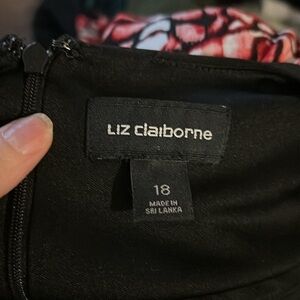 Liz claiborne
18
MADE IN
SRI LANKA